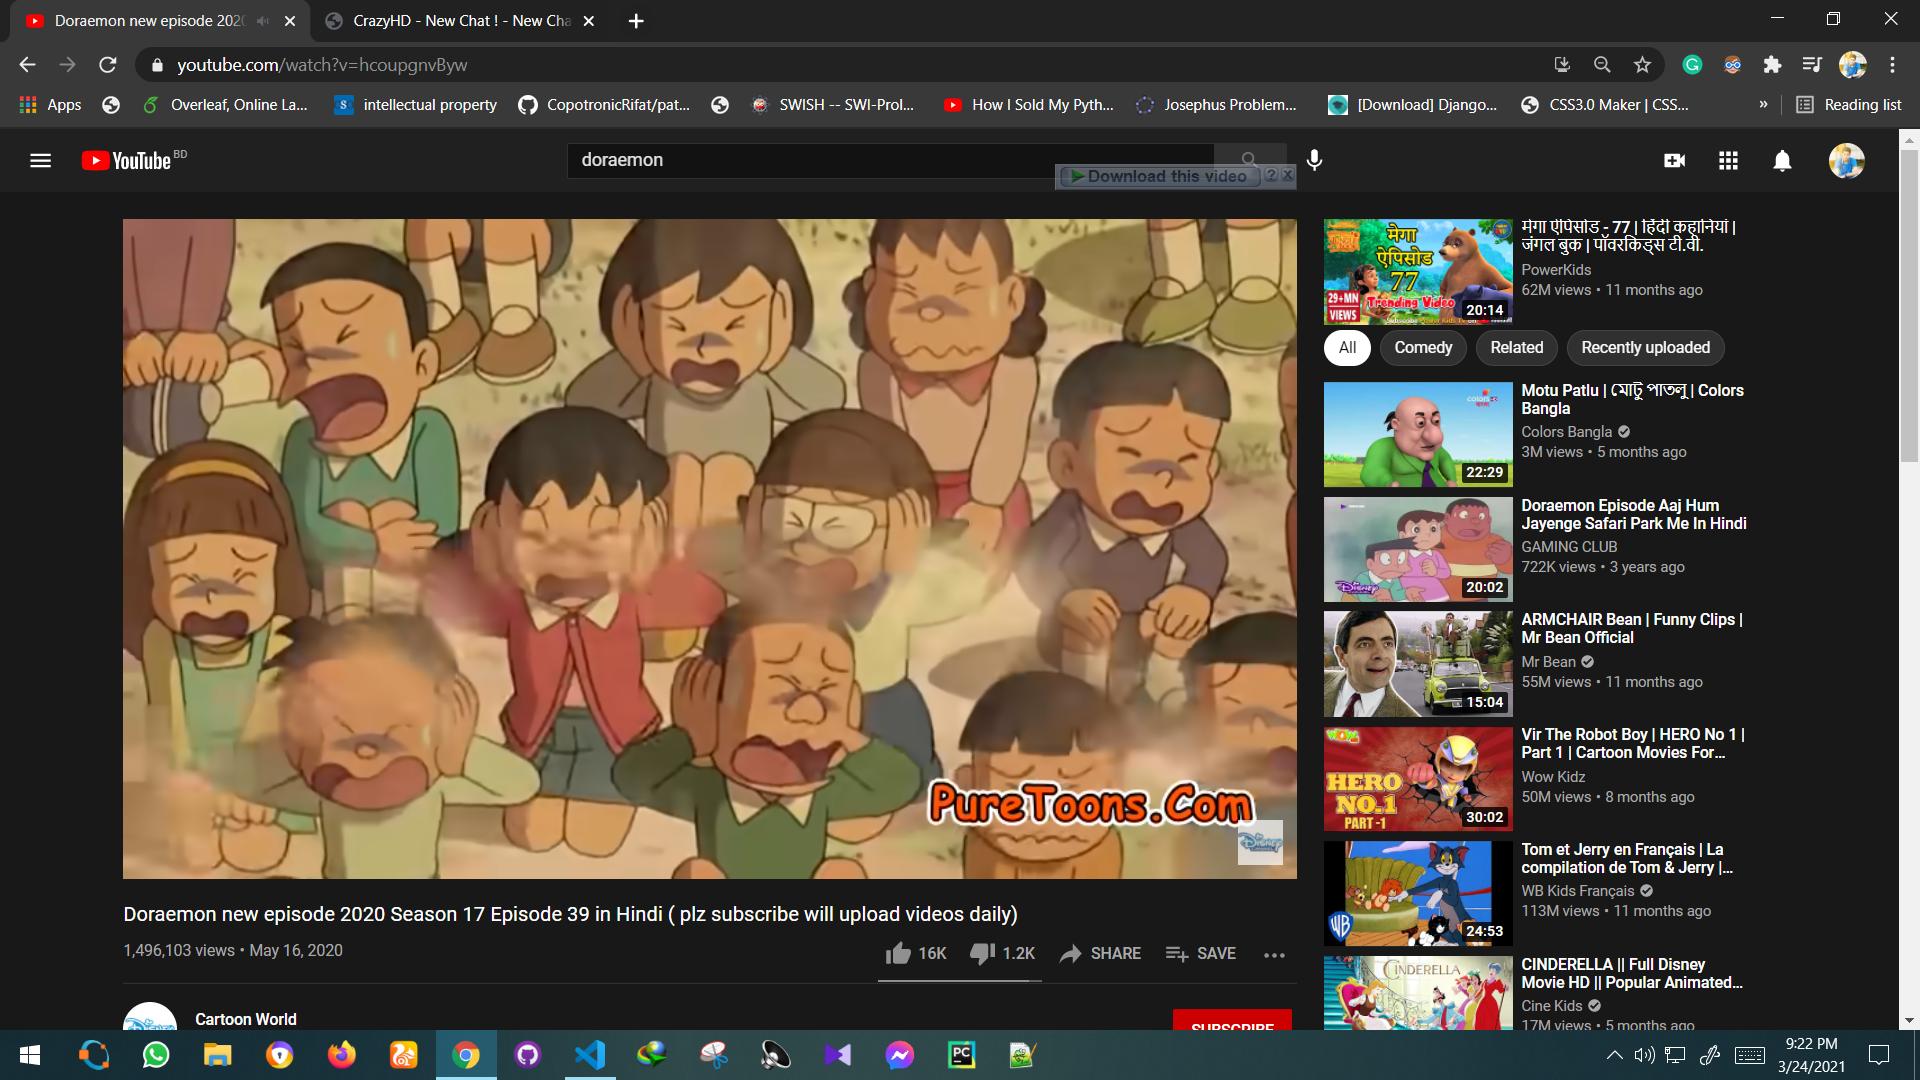 Doraemon new episode 2020
CrazyHD - New Chat ! - New Cha
youtube.com/watch?v=hcoupgnvByw
Apps
Overleaf, Online La...
intellectual property
CopotronicRifat/pat...
SWISH -- SWI-Prol...
How I Sold My Pyth...
Josephus Problem...
[Download] Django...
CSS3.0 Maker | CSS...
»
Reading list
YouTube BD
doraemon
Download this video
PureToons.Com
Disney
Doraemon new episode 2020 Season 17 Episode 39 in Hindi ( plz subscribe will upload videos daily)
1,496,103 views • May 16, 2020
16K
1.2K
SHARE
SAVE
Cartoon World
SUBSCRIBE
मेगा
ऐपिसोड
77
29+MN
VIEWS
Trending Video
20:14
मेगा ऐपिसोड - 77 | हिंदी कहानियां |
जंगल बुक | पॉवरकिड्स टी.वी.
PowerKids
62M views • 11 months ago
All
Comedy
Related
Recently uploaded
colors
বাংলা
22:29
Motu Patlu | মোটু পাতলু | Colors
Bangla
Colors Bangla
3M views • 5 months ago
Disney
20:02
Doraemon Episode Aaj Hum
Jayenge Safari Park Me In Hindi
GAMING CLUB
722K views • 3 years ago
15:04
ARMCHAIR Bean | Funny Clips |
Mr Bean Official
Mr Bean
55M views • 11 months ago
WOW
HERO
NO.1
PART -1
30:02
Vir The Robot Boy | HERO No 1 |
Part 1 | Cartoon Movies For...
Wow Kidz
50M views • 8 months ago
WB
24:53
Tom et Jerry en Français | La
compilation de Tom & Jerry |...
WB Kids Français
113M views • 11 months ago
CINDERELLA
CINDERELLA || Full Disney
Movie HD || Popular Animated...
Cine Kids
17M views • 5 months ago
PC
9:22 PM
3/24/2021